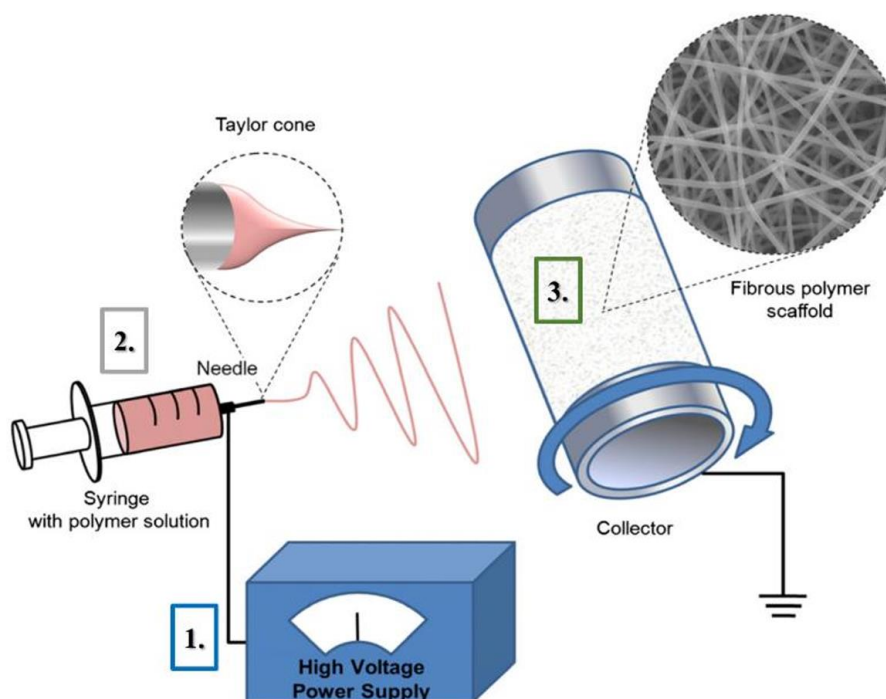 Taylor cone
3.
Fibrous polymer
scaffold
2.
Needle
Syringe
with polymer solution
Collector
1.
High Voltage
Power Supply